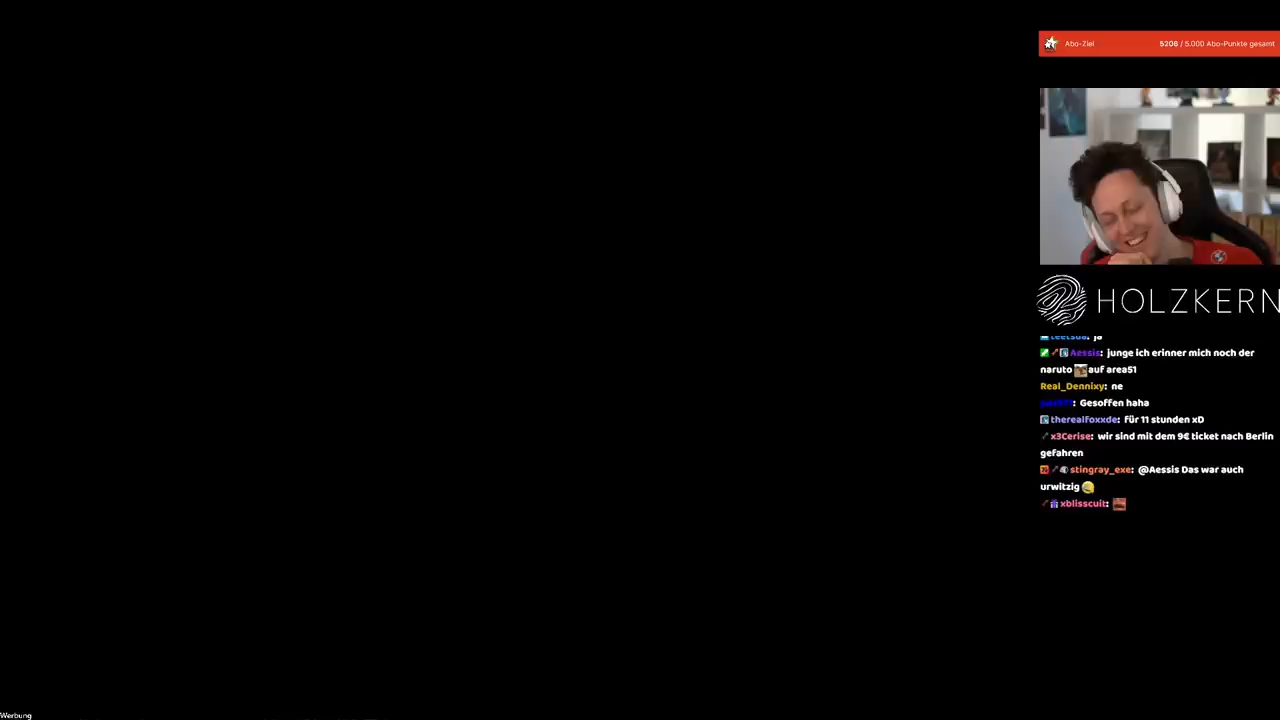 Abo-Ziel 5208 / 5.000 Abo-Punkte gesamt
HOLZKERN
teetsua: ja
Aessis: junge ich erinner mich noch der
naruto auf area51
Real_Dennixy: ne
: Gesoffen haha
therealfoxxde: für 11 stunden xD
x3Cerise: wir sind mit dem 9€ ticket nach Berlin
gefahren
stingray_exe: @Aessis Das war auch
urwitzig
xblisscuit:
Werbung